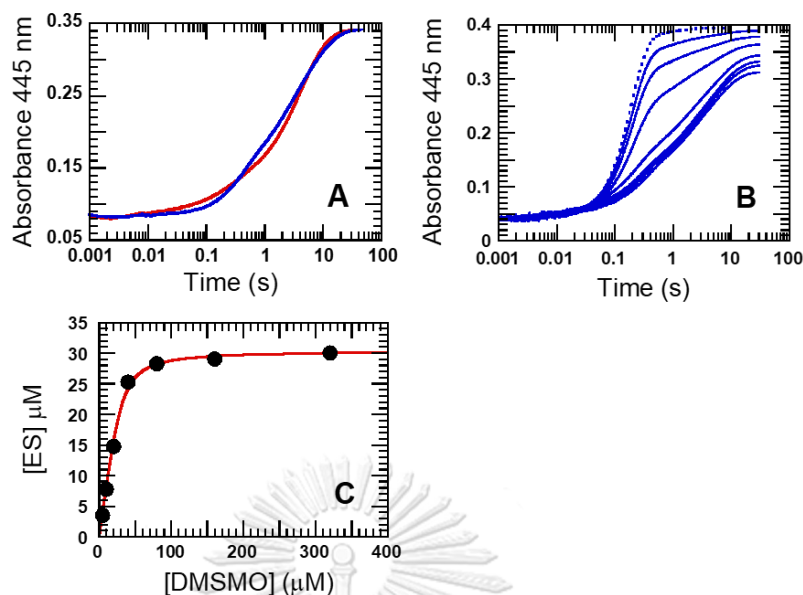 0.35
0.25
0.15
0.05
Absorbance 445 nm
0.001 0.01 0.1 1 10 100
Time (s)
A
0.4
0.3
0.2
0.1
0
Absorbance 445 nm
0.001 0.01 0.1 1 10 100
Time (s)
B
35
30
25
20
15
10
5
0
[ES] μM
0 100 200 300 400
[DMSMO] (μM)
C